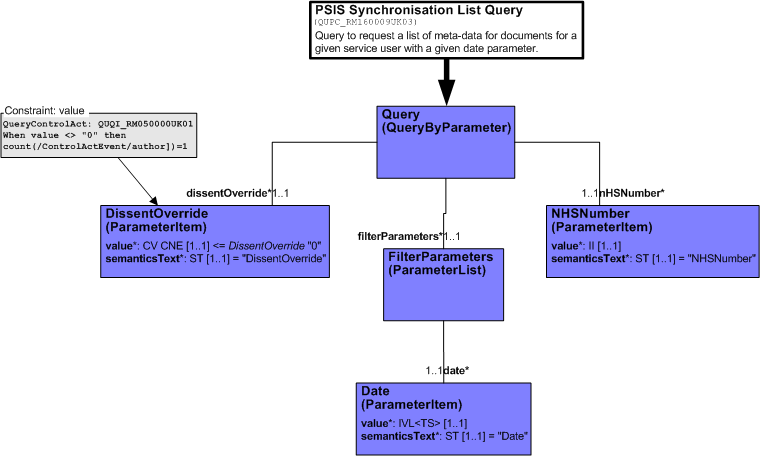 PSIS Synchronisation List Query
(QUPC_RM160009UK03)
Query to request a list of meta-data for documents for a
given service user with a given date parameter.
Constraint: value
QueryControlAct: QUQI_RM050000UK01
When value <> "0" then
count(/ControlActEvent/author])=1
Query
(QueryByParameter)
dissentOverride*1..1
1..1nHSNumber*
DissentOverride
(ParameterItem)
value*: CV CNE [1..1] <= DissentOverride "0"
semanticsText*: ST [1..1] = "DissentOverride"
NHSNumber
(ParameterItem)
value*: II [1..1]
semanticsText*: ST [1..1] = "NHSNumber"
filterParameters*1..1
FilterParameters
(ParameterList)
1..1date*
Date
(ParameterItem)
value*: IVL<TS> [1..1]
semanticsText*: ST [1..1] = "Date"